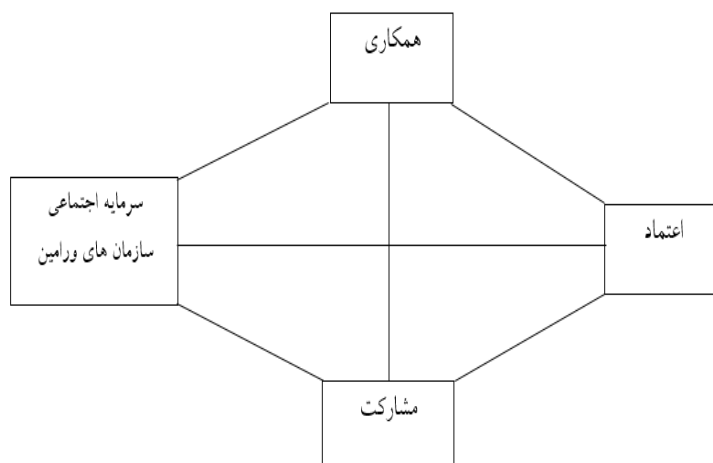 همکاری
اعتماد
سرمایه اجتماعی
سازمان های ورامین
مشارکت